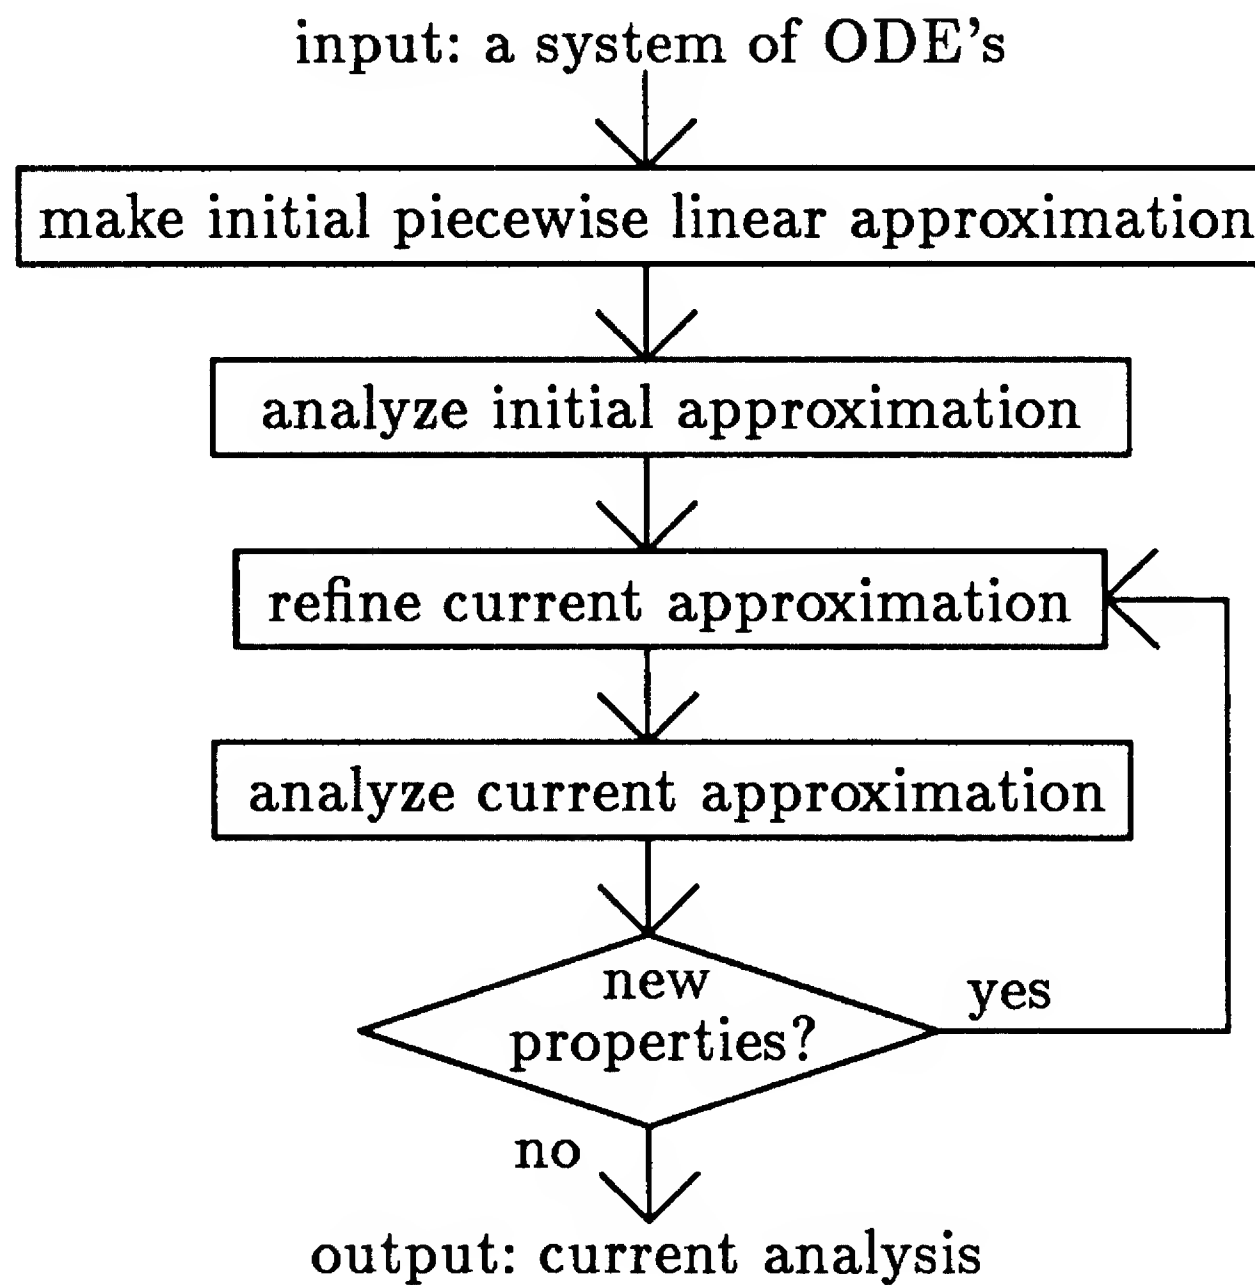 input: a system of ODE's
make initial piecewise linear approximation
analyze initial approximation
refine current approximation
analyze current approximation
new
properties?
yes
no
output: current analysis